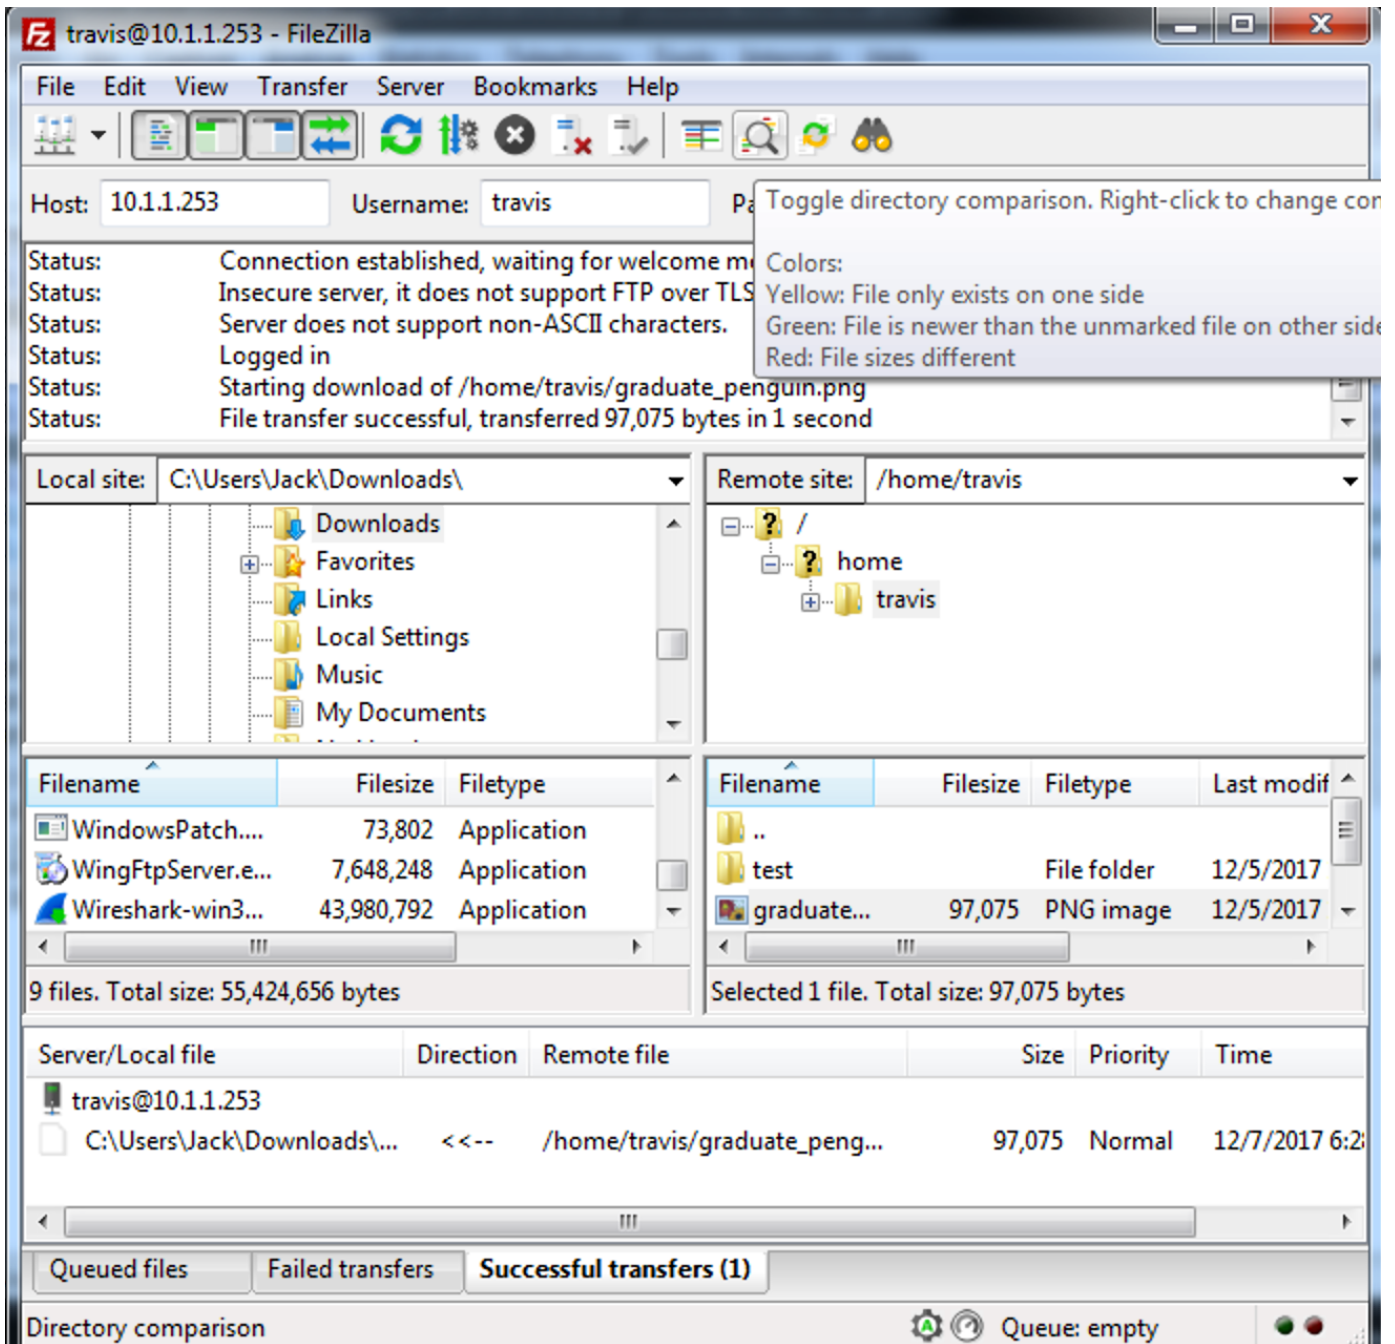 travis@10.1.1.253 - FileZilla
File Edit View Transfer Server Bookmarks Help
Host: 10.1.1.253 Username: travis
Toggle directory comparison. Right-click to change
Colors:
Yellow: File only exists on one side
Green: File is newer than the unmarked file on other side
Red: File sizes different
Status: Connection established, waiting for welcome
Status: Insecure server, it does not support FTP over TLS
Status: Server does not support non-ASCII characters.
Status: Logged in
Status: Starting download of /home/travis/graduate_penguin.png
Status: File transfer successful, transferred 97,075 bytes in 1 second
Local site: C:\Users\Jack\Downloads\
Downloads
Favorites
Links
Local Settings
Music
My Documents
Remote site: /home/travis
/
home
travis
Filename Filesize Filetype
WindowsPatch.... 73,802 Application
WingFtpServer.e... 7,648,248 Application
Wireshark-win3... 43,980,792 Application
9 files. Total size: 55,424,656 bytes
Filename Filesize Filetype Last modif
..
test File folder 12/5/2017
graduate... 97,075 PNG image 12/5/2017
Selected 1 file. Total size: 97,075 bytes
Server/Local file Direction Remote file Size Priority Time
travis@10.1.1.253
C:\Users\Jack\Downloads\... <<-- /home/travis/graduate_peng... 97,075 Normal 12/7/2017 6:2
Queued files Failed transfers Successful transfers (1)
Directory comparison Queue: empty